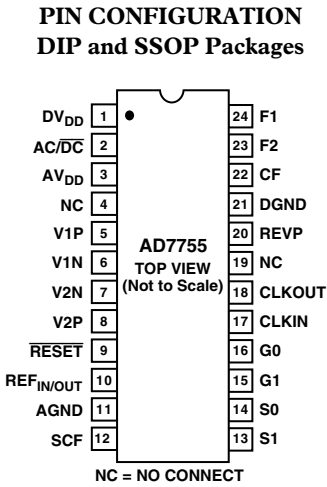 PIN CONFIGURATION
DIP and SSOP Packages
DVDD 1 24 F1
AC/DC 2 23 F2
AVDD 3 22 CF
NC 4 21 DGND
V1P 5 20 REVP
V1N 6 19 NC
V2N 7 18 CLKOUT
V2P 8 17 CLKIN
RESET 9 16 G0
REFIN/OUT 10 15 G1
AGND 11 14 S0
SCF 12 13 S1
AD7755
TOP VIEW
(Not to Scale)
NC = NO CONNECT